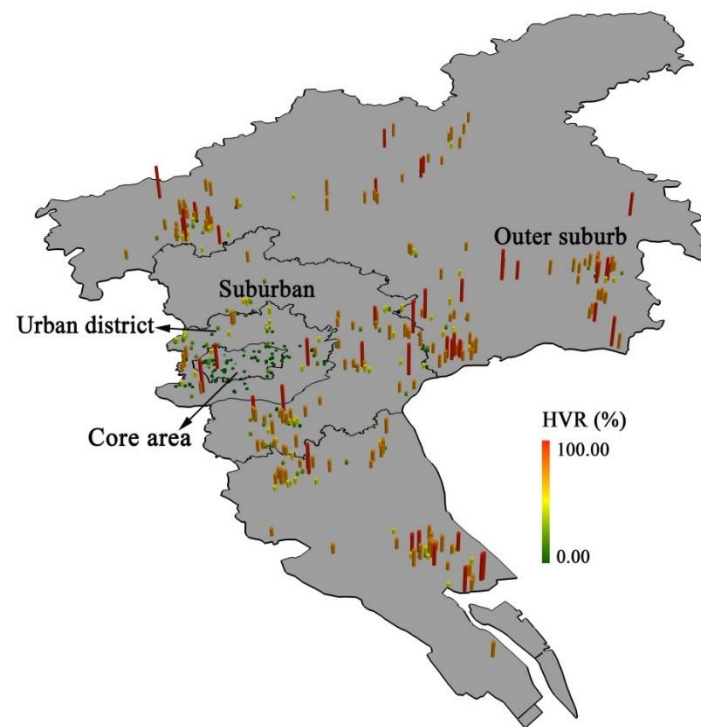 Outer suburb
Suburban
Urban district
Core area
HVR (%)
100.00
0.00